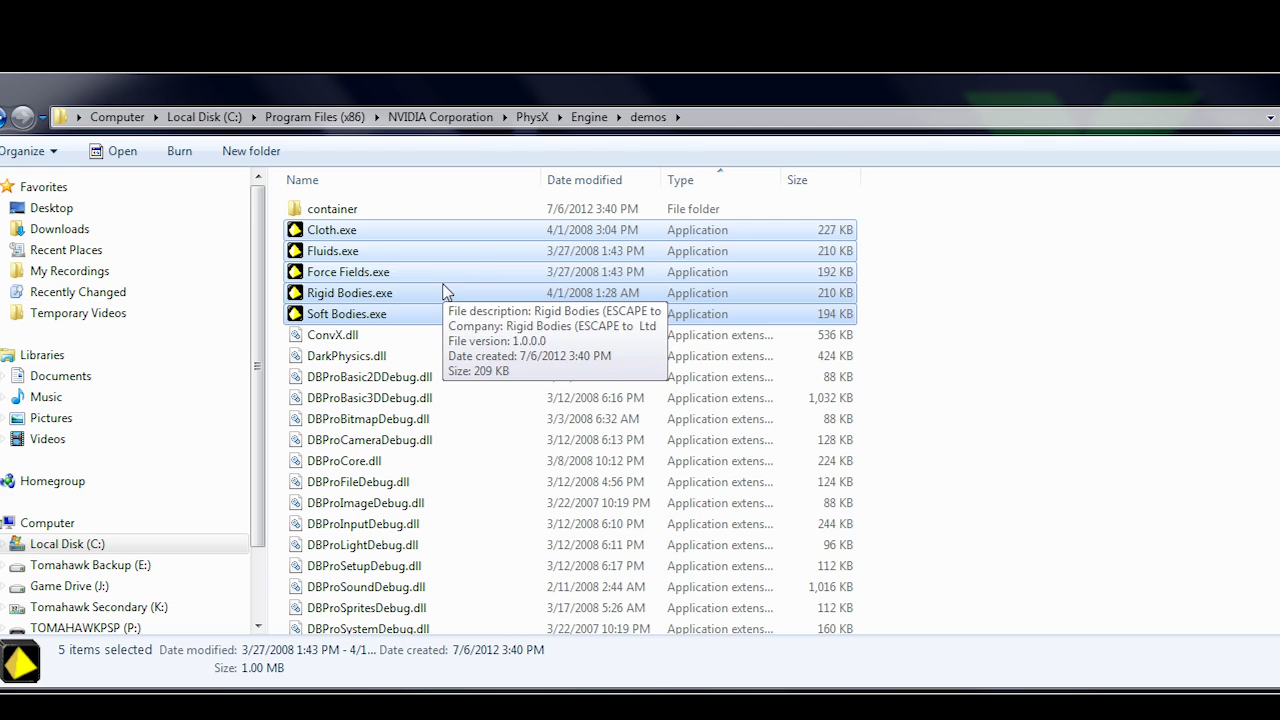 Computer Local Disk (C:) Program Files (x86) NVIDIA Corporation PhysX Engine demos
Organize Open Burn New folder
Favorites
Desktop
Downloads
Recent Places
My Recordings
Recently Changed
Temporary Videos
Libraries
Documents
Music
Pictures
Videos
Homegroup
Computer
Local Disk (C:)
Tomahawk Backup (E:)
Game Drive (J:)
Tomahawk Secondary (K:)
TOMAHAWKPSP (P:)
Name Date modified Type Size
container 7/6/2012 3:40 PM File folder
Cloth.exe 4/1/2008 3:04 PM Application 227 KB
Fluids.exe 3/27/2008 1:43 PM Application 210 KB
Force Fields.exe 3/27/2008 1:43 PM Application 192 KB
Rigid Bodies.exe 4/1/2008 1:28 AM Application 210 KB
Soft Bodies.exe Application 194 KB
ConvX.dll Application extens... 536 KB
DarkPhysics.dll Application extens... 424 KB
DBProBasic2DDebug.dll Application extens... 88 KB
DBProBasic3DDebug.dll 3/12/2008 6:16 PM Application extens... 1,032 KB
DBProBitmapDebug.dll 3/3/2008 6:32 AM Application extens... 88 KB
DBProCameraDebug.dll 3/12/2008 6:13 PM Application extens... 128 KB
DBProCore.dll 3/8/2008 10:12 PM Application extens... 224 KB
DBProFileDebug.dll 3/12/2008 4:56 PM Application extens... 124 KB
DBProImageDebug.dll 3/22/2007 10:19 PM Application extens... 88 KB
DBProInputDebug.dll 3/12/2008 6:10 PM Application extens... 244 KB
DBProLightDebug.dll 3/12/2008 6:11 PM Application extens... 96 KB
DBProSetupDebug.dll 3/12/2008 6:17 PM Application extens... 112 KB
DBProSoundDebug.dll 2/11/2008 2:44 AM Application extens... 1,016 KB
DBProSpritesDebug.dll 3/17/2008 5:26 AM Application extens... 112 KB
DBProSystemDebug.dll 3/22/2007 10:19 PM Application extens... 160 KB
File description: Rigid Bodies (ESCAPE to
Company: Rigid Bodies (ESCAPE to Ltd
File version: 1.0.0.0
Date created: 7/6/2012 3:40 PM
Size: 209 KB
5 items selected Date modified: 3/27/2008 1:43 PM - 4/1... Date created: 7/6/2012 3:40 PM
Size: 1.00 MB